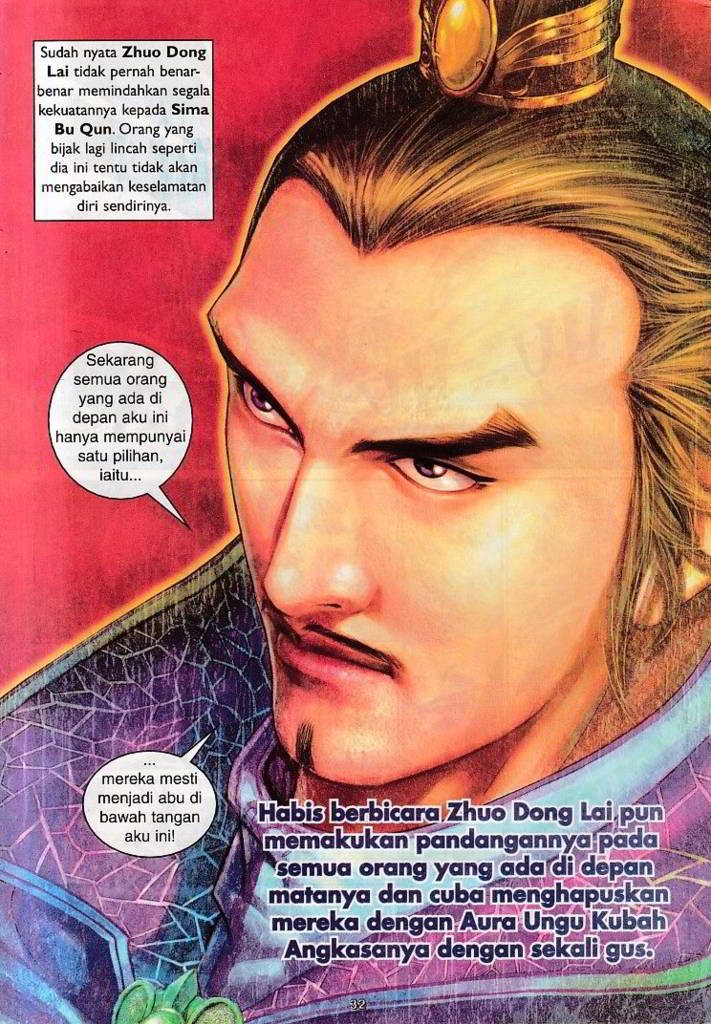 Sudah nyata Zhuo Dong
Lai tidak pernah benar-
benar memindahkan segala
kekuatannya kepada Sima
Bu Qun. Orang yang
bijak lagi lincah seperti
dia ini tentu tidak akan
mengabaikan keselamatan
diri sendirinya.
Sekarang
semua orang
yang ada di
depan aku ini
hanya mempunyai
satu pilihan,
iaitu...
...
mereka mesti
menjadi abu di
bawah tangan
aku ini!
Habis berbicara Zhuo Dong Lai pun
memakukan pandangannya pada
semua orang yang ada di depan
matanya dan cuba menghapuskan
mereka dengan Aura Ungu Kubah
Angkasanya dengan sekali gus.
32